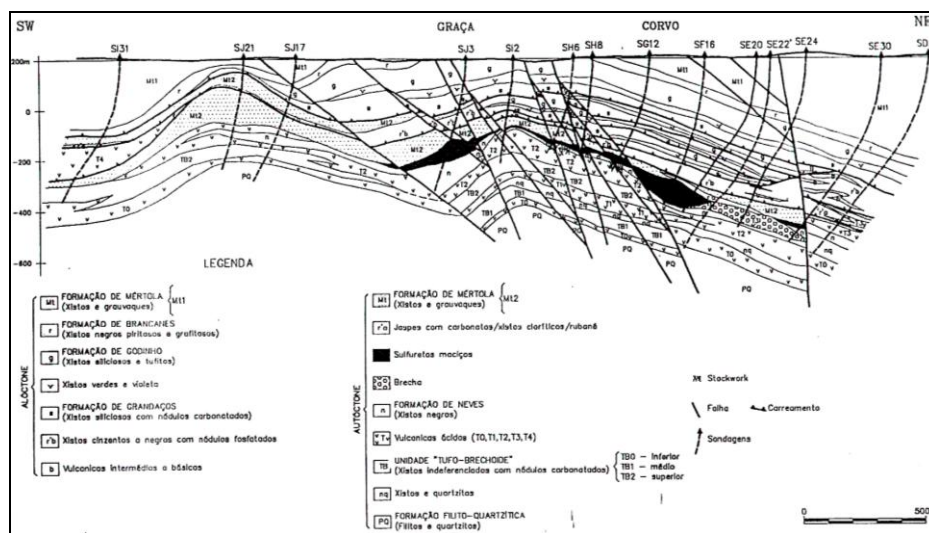 SW GRAÇA CORVO
SI31 SJ21 SJ17 SJ3 SI2 SH6 SH8 SG12 SF16 SE20 SE22' SE24 SE30
200m
0
-200
-400
-600
LEGENDA
ALÓCTONE
Mt FORMAÇÃO DE MÉRTOLA
(Xistos e grauvaques)
Mt1
r FORMAÇÃO DE BRANCANES
(Xistos negros piritosos e grafitosos)
g FORMAÇÃO DE GODINHO
(Xistos siliciosos e tufitos)
v Xistos verdes e violeta
FORMAÇÃO DE GRANDAÇOS
(Xistos siliciosos com nódulos carbonatados)
r'b Xistos cinzentos a negros com nódulos fosfatados
b Vulcanicas intermédias a básicas
AUTÓCTONE
Mt FORMAÇÃO DE MÉRTOLA
(Xistos e grauvaques)
Mt2
r'a Jaspes com carbonatos/xistos cloríticos/rubané
Sulfuretos maciços
Brecha
n FORMAÇÃO DE NEVES
(Xistos negros)
Vulcanicas ácidas (T0,T1,T2,T3,T4)
TB UNIDADE "TUFO-BRECHOIDE"
(Xistos indeferenciados com nódulos carbonatados)
TB0 - inferior
TB1 - médio
TB2 - superior
nq Xistos e quartzitos
PQ FORMAÇÃO FILITO-QUARTZÍTICA
(Filitos e quartzitos)
Stockwork
Falha
Carreamento
Sondagens
0 500